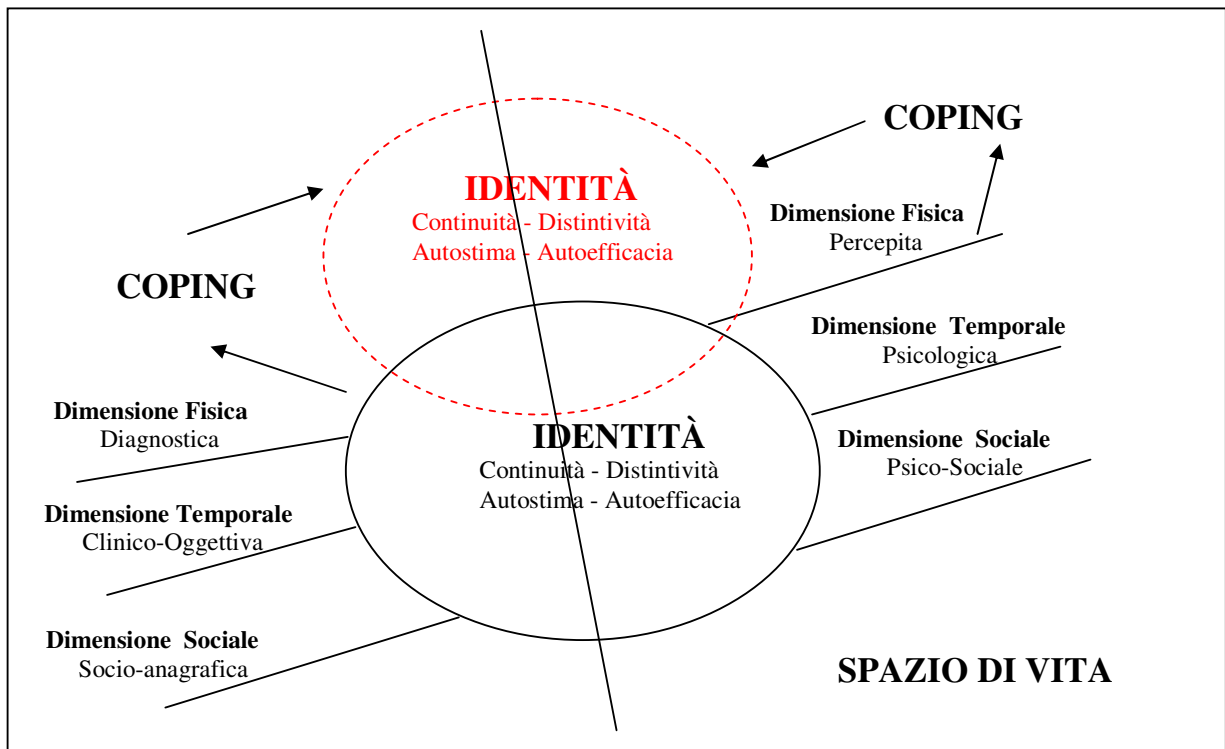 COPING
IDENTITÀ
Continuità - Distintività
Autostima - Autoefficacia
Dimensione Fisica
Percepita
COPING
Dimensione Temporale
Psicologica
Dimensione Fisica
Diagnostica
IDENTITÀ
Continuità - Distintività
Autostima - Autoefficacia
Dimensione Sociale
Psico-Sociale
Dimensione Temporale
Clinico-Oggettiva
Dimensione Sociale
Socio-anagrafica
SPAZIO DI VITA